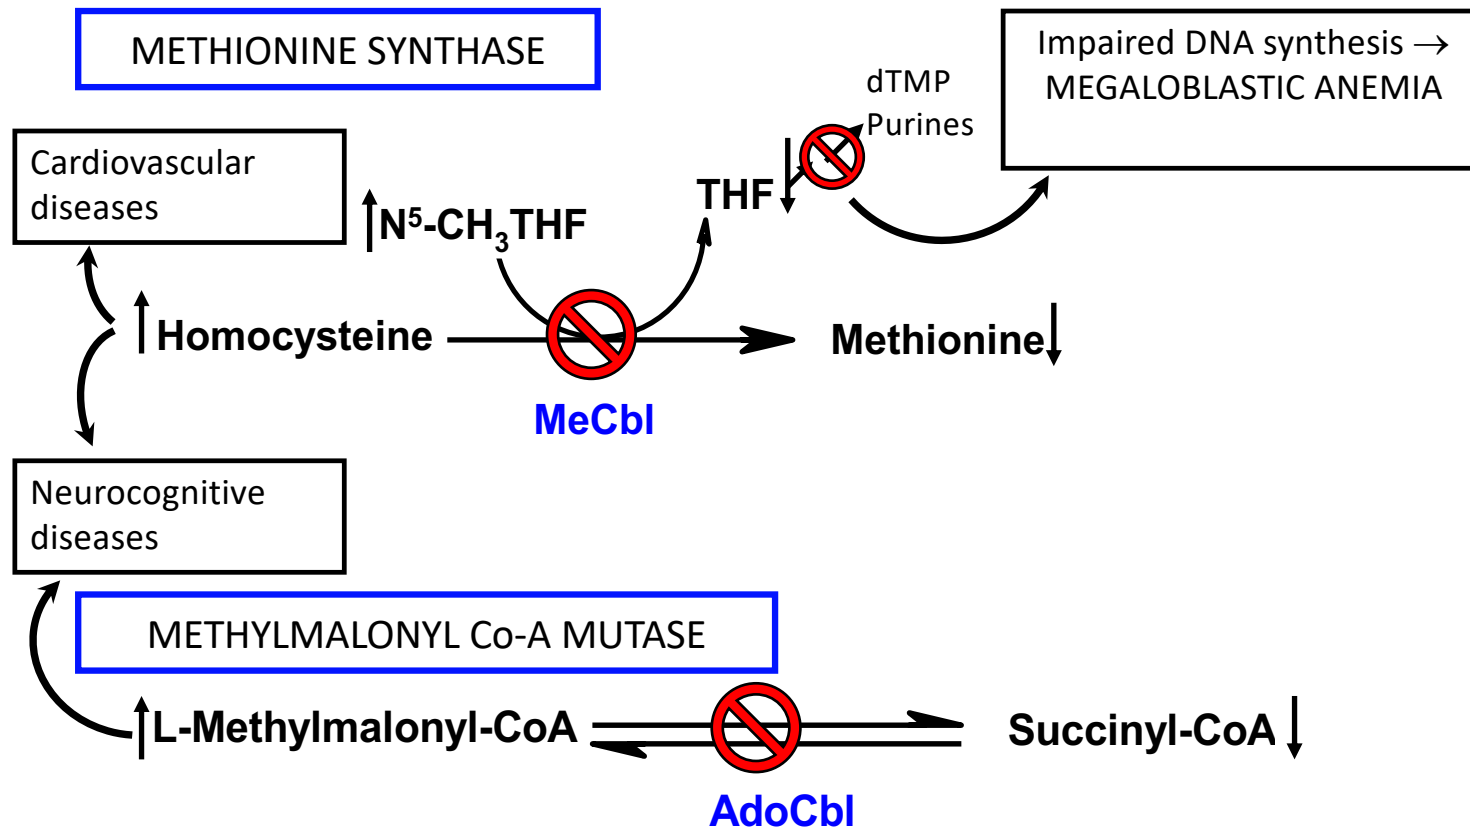 METHIONINE SYNTHASE
Impaired DNA synthesis →
MEGALOBLASTIC ANEMIA
dTMP
Purines
Cardiovascular
diseases
THF
N⁵-CH₃THF
Homocysteine
Methionine
MeCbl
Neurocognitive
diseases
METHYLMALONYL Co-A MUTASE
L-Methylmalonyl-CoA
Succinyl-CoA
AdoCbl